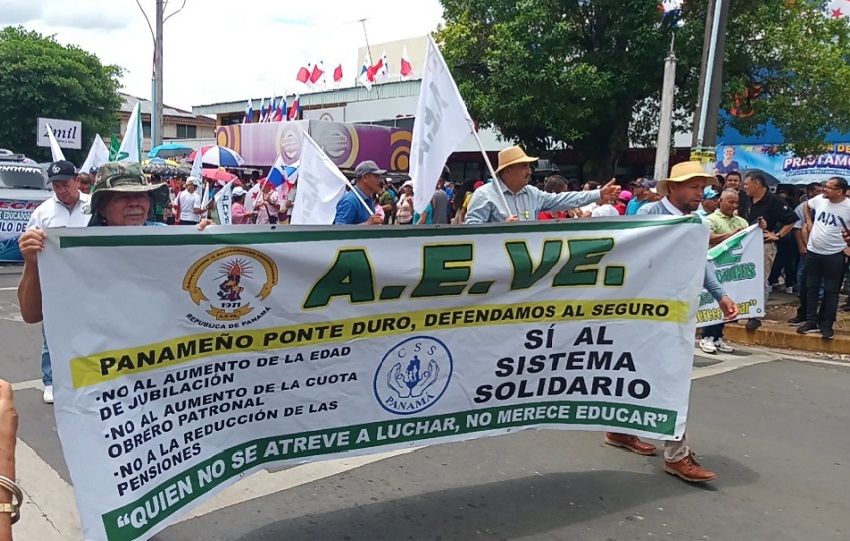 A.E.VE.
1971
A.E.VE.
REPUBLICA DE PANAMA
PANAMEÑO PONTE DURO, DEFENDAMOS AL SEGURO
·NO AL AUMENTO DE LA EDAD
DE JUBILACIÓN
·NO AL AUMENTO DE LA CUOTA
OBRERO PATRONAL
·NO A LA REDUCCIÓN DE LAS
PENSIONES
CSS
PANAMA
SÍ AL
SISTEMA
SOLIDARIO
“QUIEN NO SE ATREVE A LUCHAR, NO MERECE EDUCAR”
PRÉSTAMO